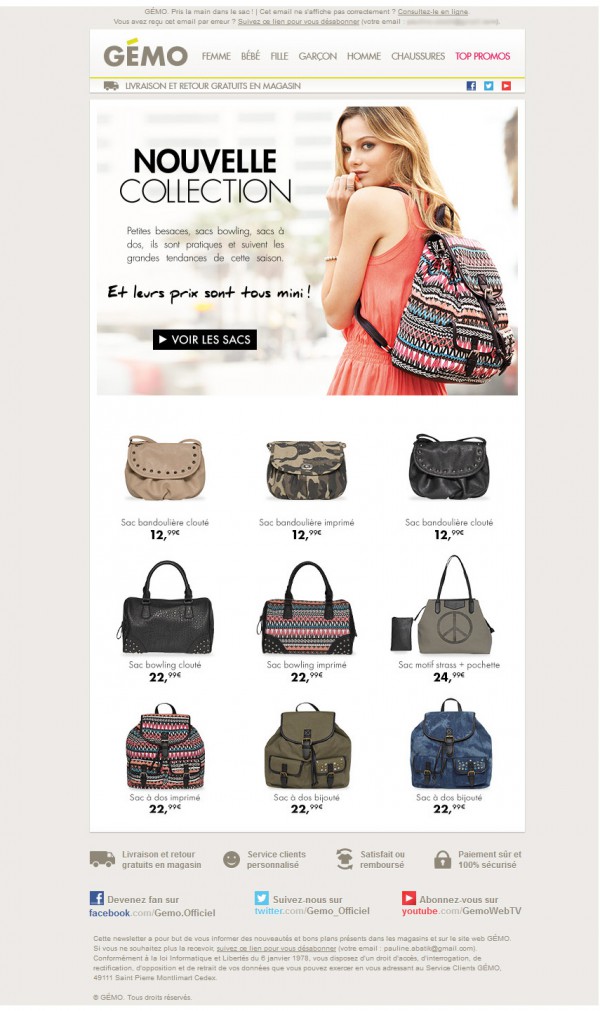 GÉMO. Pris la main dans le sac ! | Cet email ne s'affiche pas correctement ? Consultez-le en ligne.
Vous avez reçu cet email par erreur ? Suivez ce lien pour vous désabonner (votre email :
GÉMO
FEMME BÉBÉ FILLE GARÇON HOMME CHAUSSURES TOP PROMOS
LIVRAISON ET RETOUR GRATUITS EN MAGASIN
NOUVELLE
COLLECTION
Petites besaces, sacs bowling, sacs à
dos, ils sont pratiques et suivent les
grandes tendances de cette saison.
Et leurs prix sont tous mini !
VOIR LES SACS
Sac bandoulière clouté Sac bandoulière imprimé Sac bandoulière clouté
12,99€ 12,99€ 12,99€
Sac bowling clouté Sac bowling imprimé Sac motif strass + pochette
22,99€ 22,99€ 24,99€
Sac à dos imprimé Sac à dos bijouté Sac à dos bijouté
22,99€ 22,99€ 22,99€
Livraison et retour Service clients Satisfait ou Paiement sûr et
gratuits en magasin personnalisé remboursé 100% sécurisé
Devenez fan sur Suivez-nous sur Abonnez-vous sur
facebook.com/Gemo.Officiel twitter.com/Gemo_Officiel youtube.com/GemoWebTV
Cette newsletter a pour but de vous informer des nouveautés et bons plans présents dans les magasins et sur le site web GÉMO.
Si vous ne souhaitez plus la recevoir, suivez ce lien pour vous désabonner (votre email : pauline.abatik@gmail.com).
Conformément à la loi Informatique et Libertés du 6 janvier 1978, vous disposez d'un droit d'accès, d'interrogation, de
rectification, d'opposition et de retrait de vos données que vous pouvez exercer en vous adressant au Service Clients GÉMO,
49111 Saint Pierre Montlimart Cedex.
® GÉMO. Tous droits réservés.